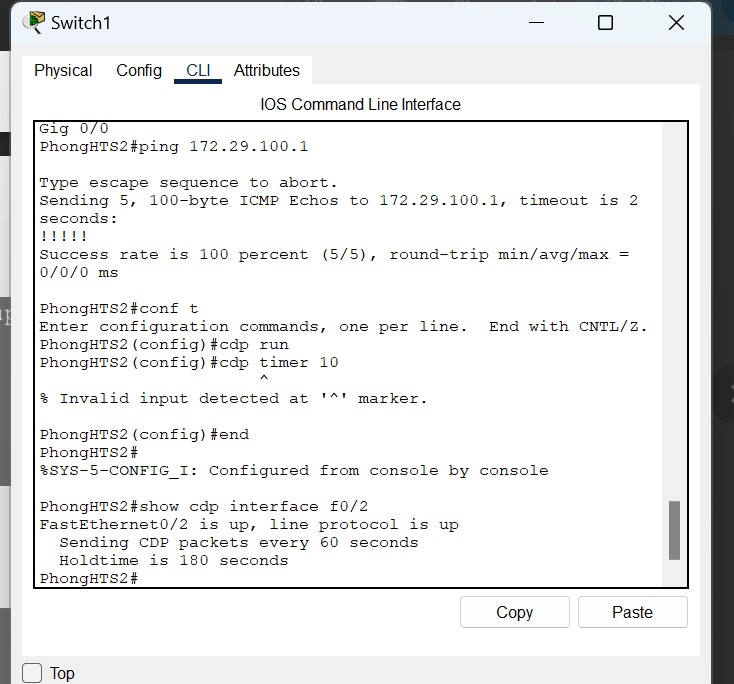 Switch1
Physical Config CLI Attributes
IOS Command Line Interface
Gig 0/0
PhongHTS2#ping 172.29.100.1
Type escape sequence to abort.
Sending 5, 100-byte ICMP Echos to 172.29.100.1, timeout is 2
seconds:
!!!!!
Success rate is 100 percent (5/5), round-trip min/avg/max =
0/0/0 ms
PhongHTS2#conf t
Enter configuration commands, one per line.  End with CNTL/Z.
PhongHTS2(config)#cdp run
PhongHTS2(config)#cdp timer 10
^
% Invalid input detected at '^' marker.
PhongHTS2(config)#end
PhongHTS2#
%SYS-5-CONFIG_I: Configured from console by console
PhongHTS2#show cdp interface f0/2
FastEthernet0/2 is up, line protocol is up
Sending CDP packets every 60 seconds
Holdtime is 180 seconds
PhongHTS2#
Copy Paste
Top